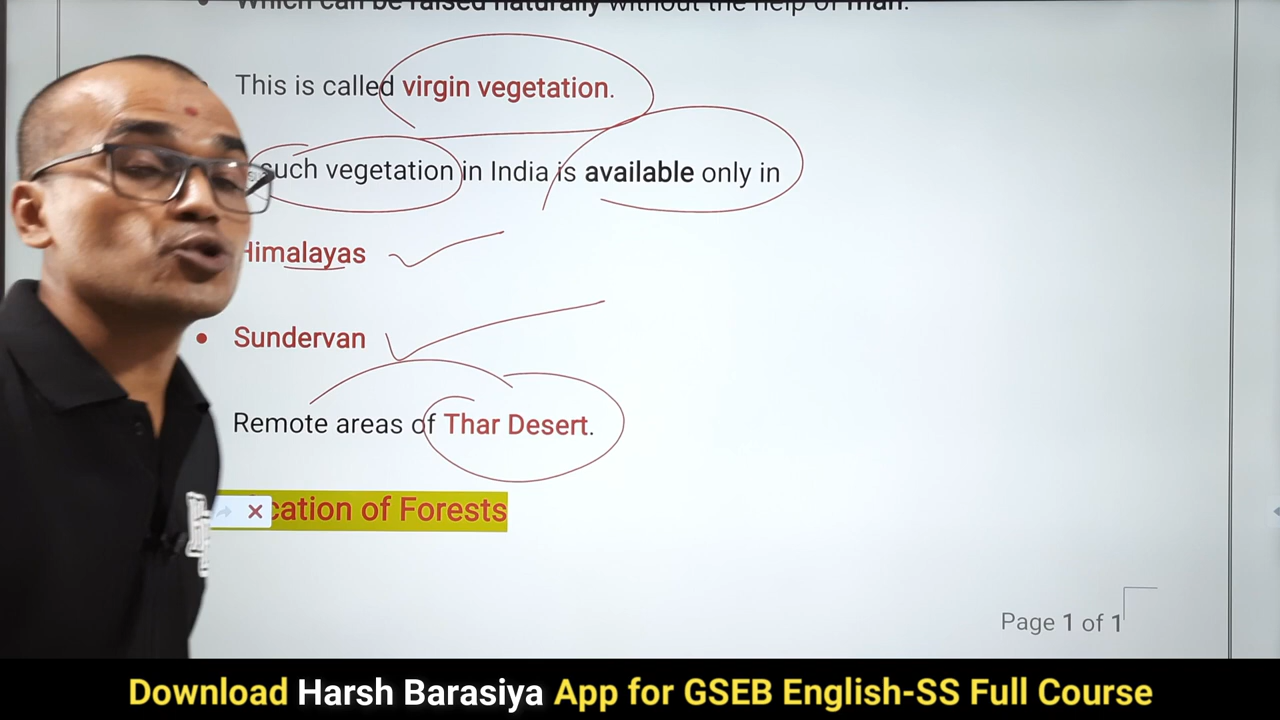 Which can be raised naturally without the help of man.
This is called virgin vegetation.
such vegetation in India is available only in
Himalayas
Sundervan
Remote areas of Thar Desert.
cation of Forests
Page 1 of 1
Download Harsh Barasiya App for GSEB English-SS Full Course